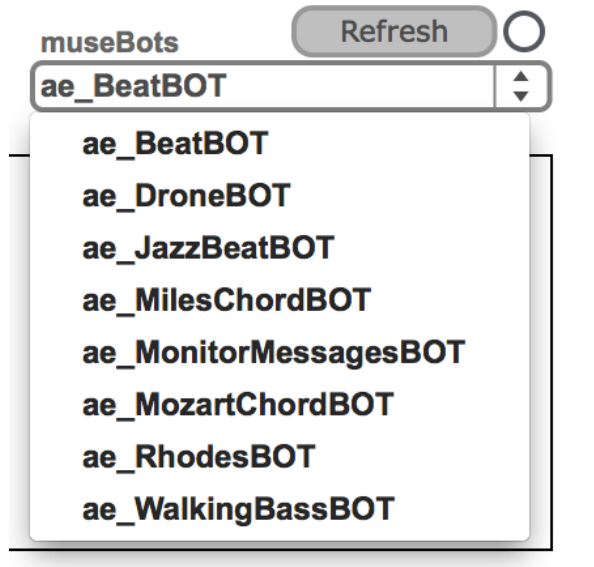 museBots
Refresh
ae_BeatBOT
ae_BeatBOT
ae_DroneBOT
ae_JazzBeatBOT
ae_MilesChordBOT
ae_MonitorMessagesBOT
ae_MozartChordBOT
ae_RhodesBOT
ae_WalkingBassBOT